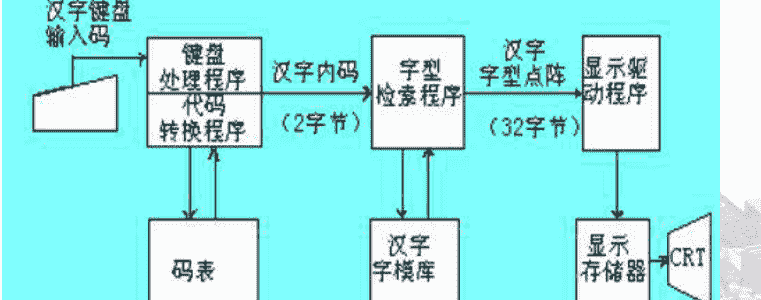 汉字键盘
输入码
键盘
处理程序
代码
转换程序
汉字内码
（2字节）
字型
检索程序
汉字
字型点阵
（32字节）
显示驱
动程序
码表
汉字
字模库
显示
存储器
CRT